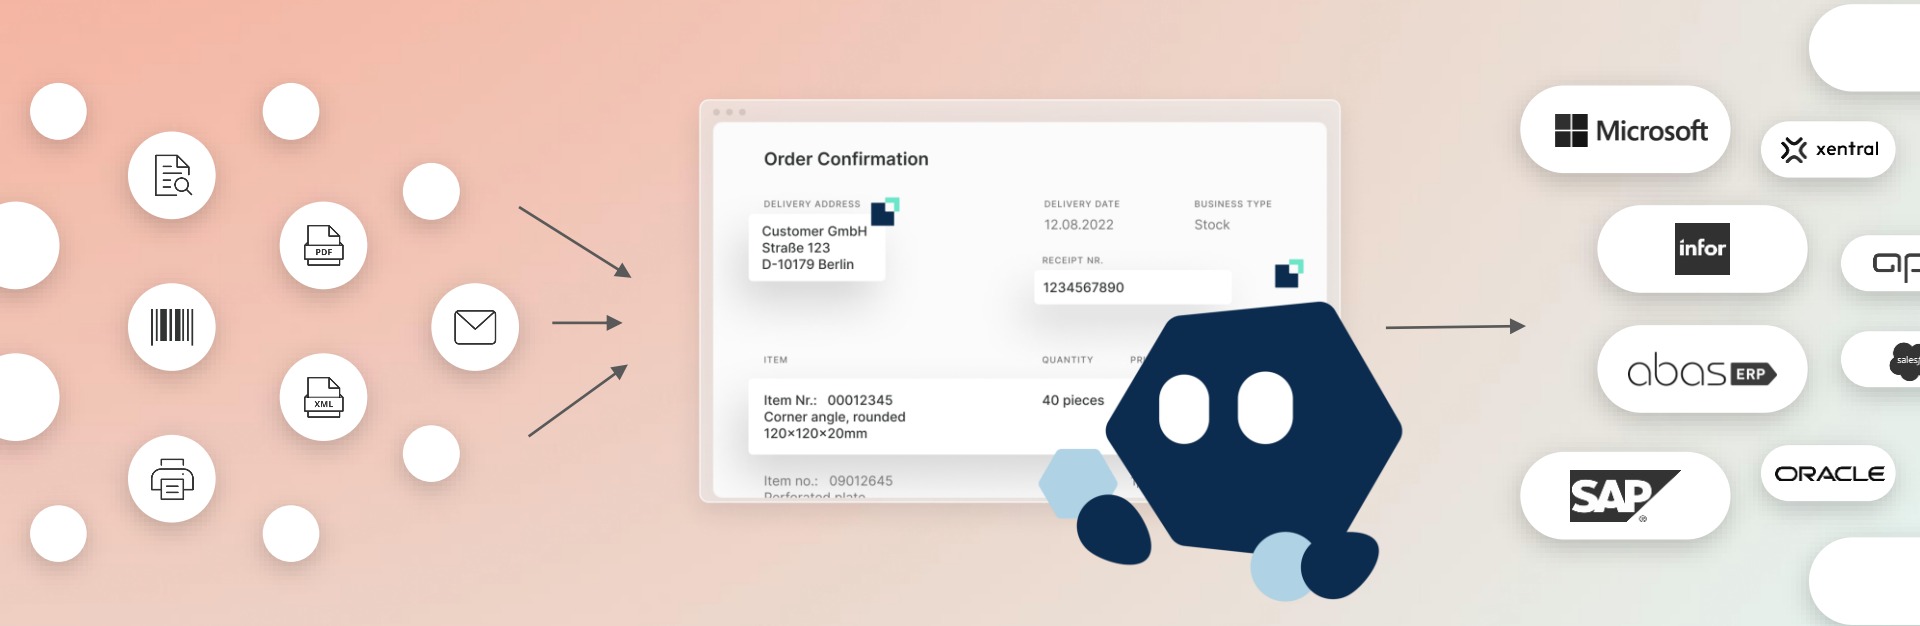 PDF
XML
Order Confirmation
DELIVERY ADDRESS
Customer GmbH
Straße 123
D-10179 Berlin
DELIVERY DATE
12.08.2022
BUSINESS TYPE
Stock
RECEIPT NR.
1234567890
ITEM
QUANTITY
Item Nr.: 00012345
Corner angle, rounded
120×120×20mm
40 pieces
Item no.: 09012645
Perforated plate
Microsoft
xentral
infor
abas ERP
SAP
®
ORACLE